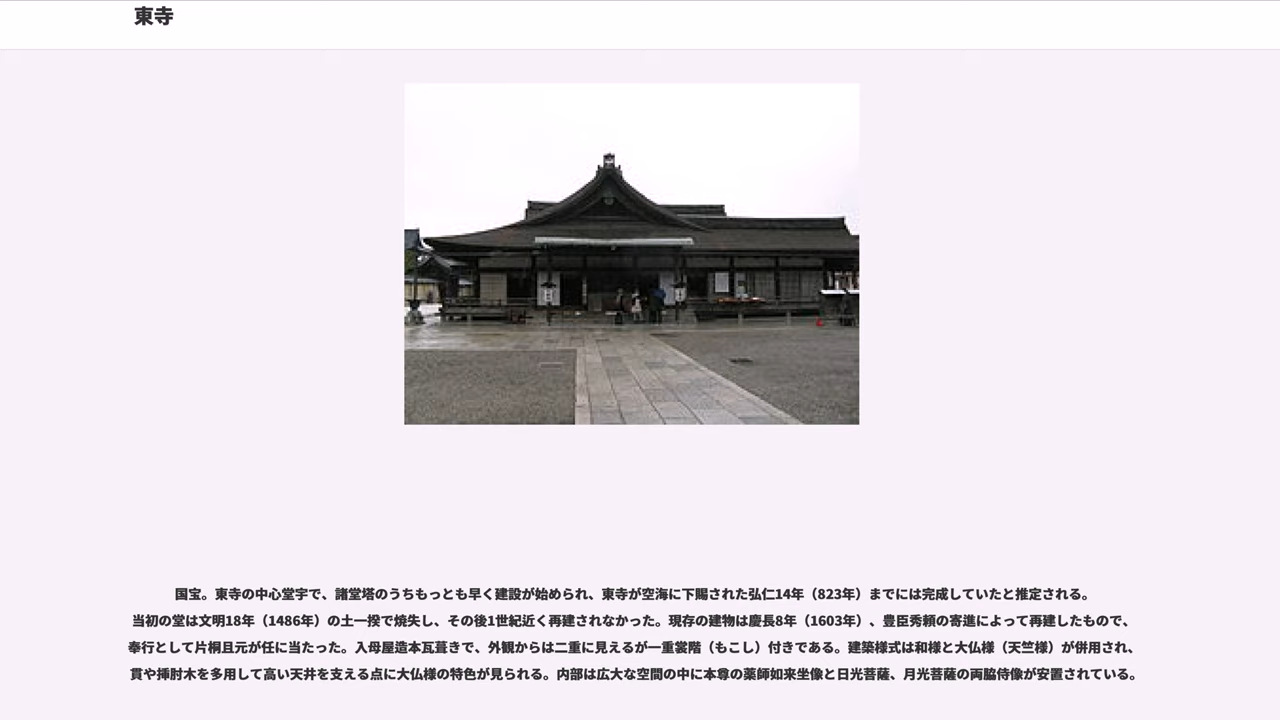 東寺
国宝。東寺の中心堂宇で、諸堂塔のうちもっとも早く建設が始められ、東寺が空海に下賜された弘仁14年（823年）までには完成していたと推定される。
当初の堂は文明18年（1486年）の土一揆で焼失し、その後1世紀近く再建されなかった。現存の建物は慶長8年（1603年）、豊臣秀頼の寄進によって再建したもので、
奉行として片桐且元が任に当たった。入母屋造本瓦葺きで、外観からは二重に見えるが一重裳階（もこし）付きである。建築様式は和様と大仏様（天竺様）が併用され、
貫や挿肘木を多用して高い天井を支える点に大仏様の特色が見られる。内部は広大な空間の中に本尊の薬師如来坐像と日光菩薩、月光菩薩の両脇侍像が安置されている。